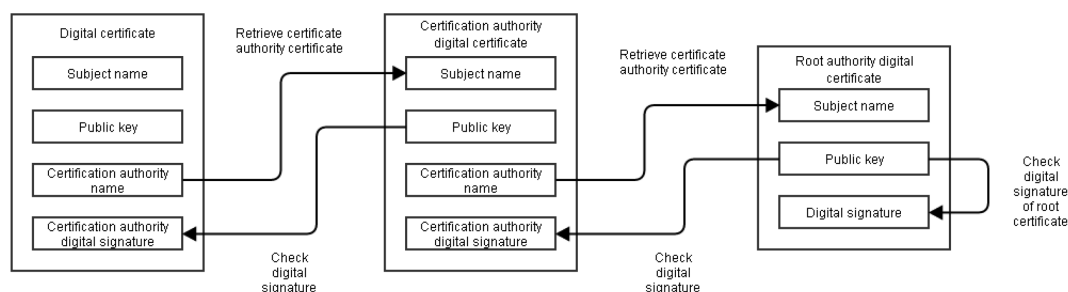 Digital certificate
Subject name
Public key
Certification authority
name
Certification authority
digital signature
Retrieve certificate
authority certificate
Check
digital
signature
Certification authority
digital certificate
Subject name
Public key
Certification authority
name
Certification authority
digital signature
Retrieve certificate
authority certificate
Check
digital
signature
Root authority digital
certificate
Subject name
Public key
Digital signature
Check
digital
signature
of root
certificate